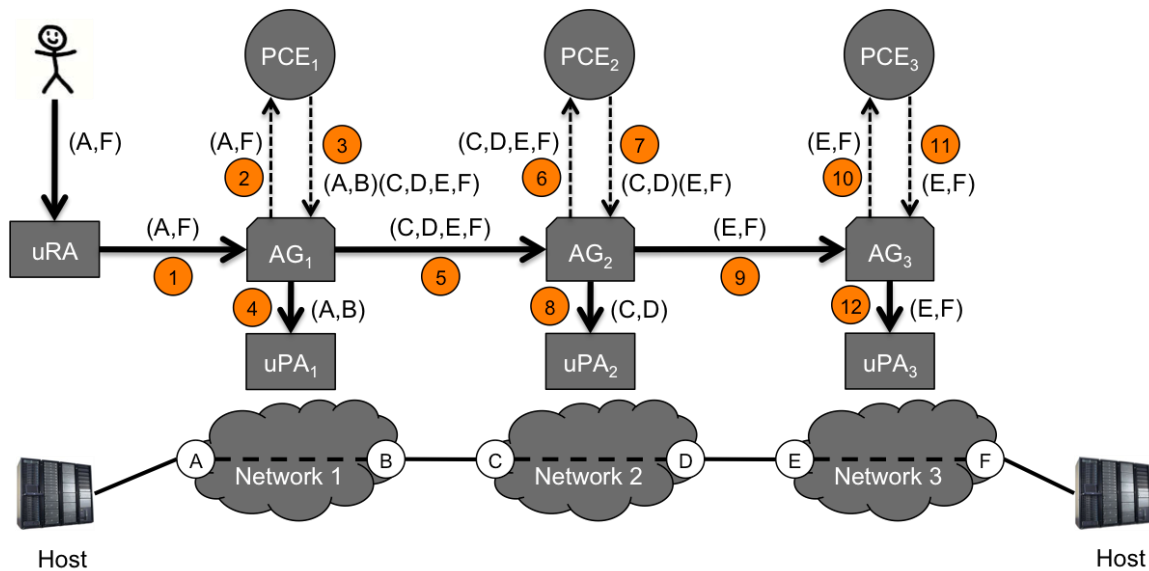 PCE1
PCE2
PCE3
(A,F)
(A,F)
2
3
(A,B)(C,D,E,F)
(C,D,E,F)
6
7
(C,D)(E,F)
(E,F)
10
11
(E,F)
uRA
(A,F)
1
AG1
(C,D,E,F)
5
AG2
(E,F)
9
AG3
4
(A,B)
8
(C,D)
12
(E,F)
uPA1
uPA2
uPA3
A
Network 1
B
C
Network 2
D
E
Network 3
F
Host
Host